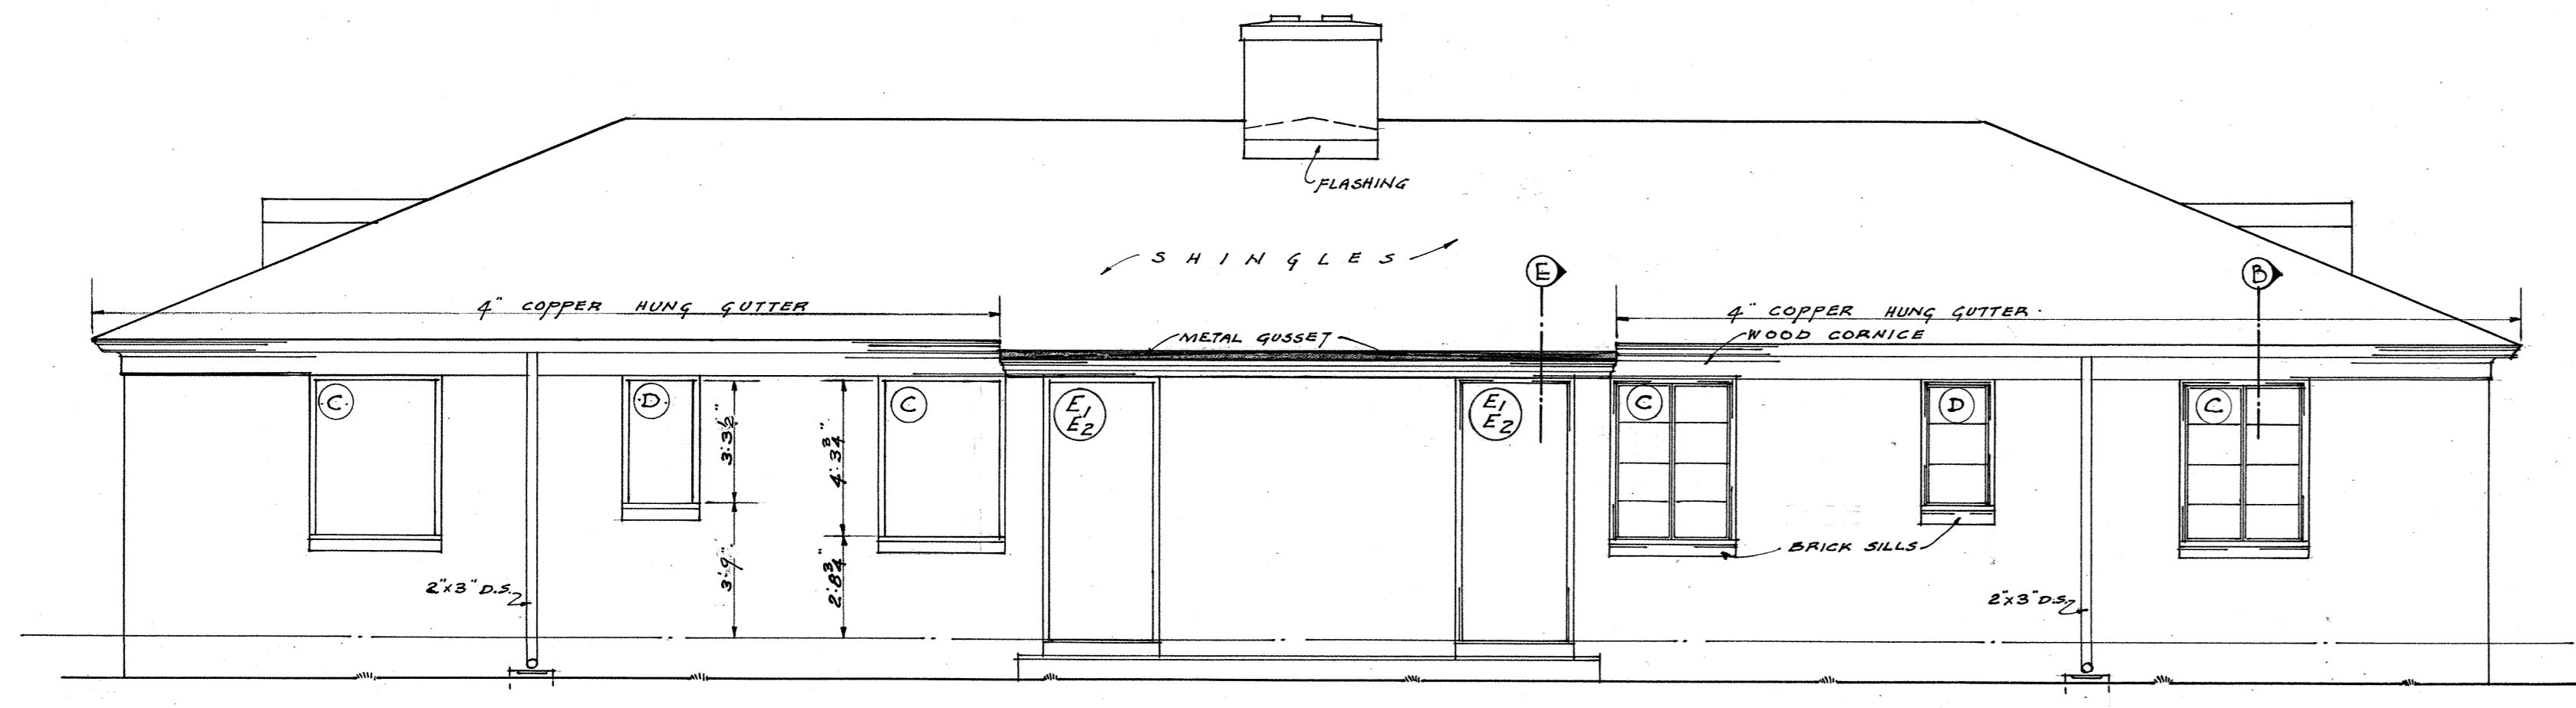 FLASHING
SHINGLES
E
B
4" COPPER HUNG GUTTER
4" COPPER HUNG GUTTER
METAL GUSSET
WOOD CORNICE
C
D
C
E1
E2
E1
E2
C
D
C
3'-3½"
4'-3¾"
3'-9"
2'-8¾"
BRICK SILLS
2"x3" D.S.
2"x3" D.S.